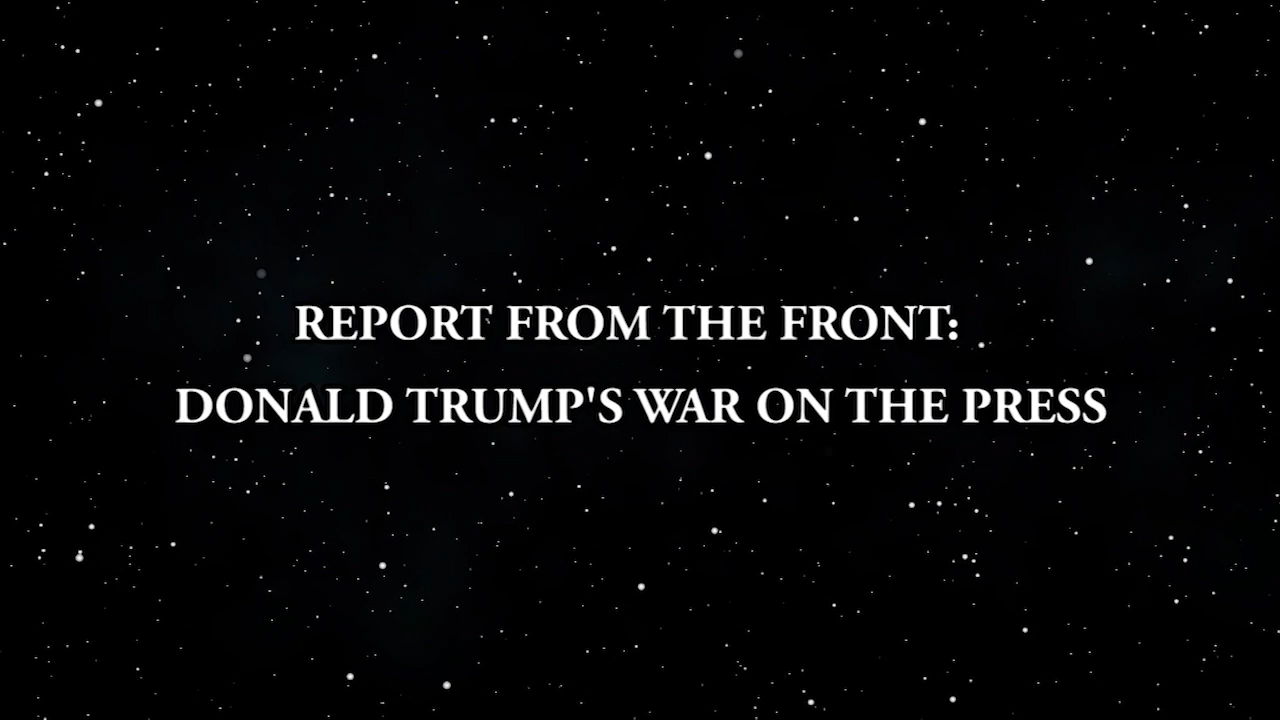 REPORT FROM THE FRONT:
DONALD TRUMP'S WAR ON THE PRESS